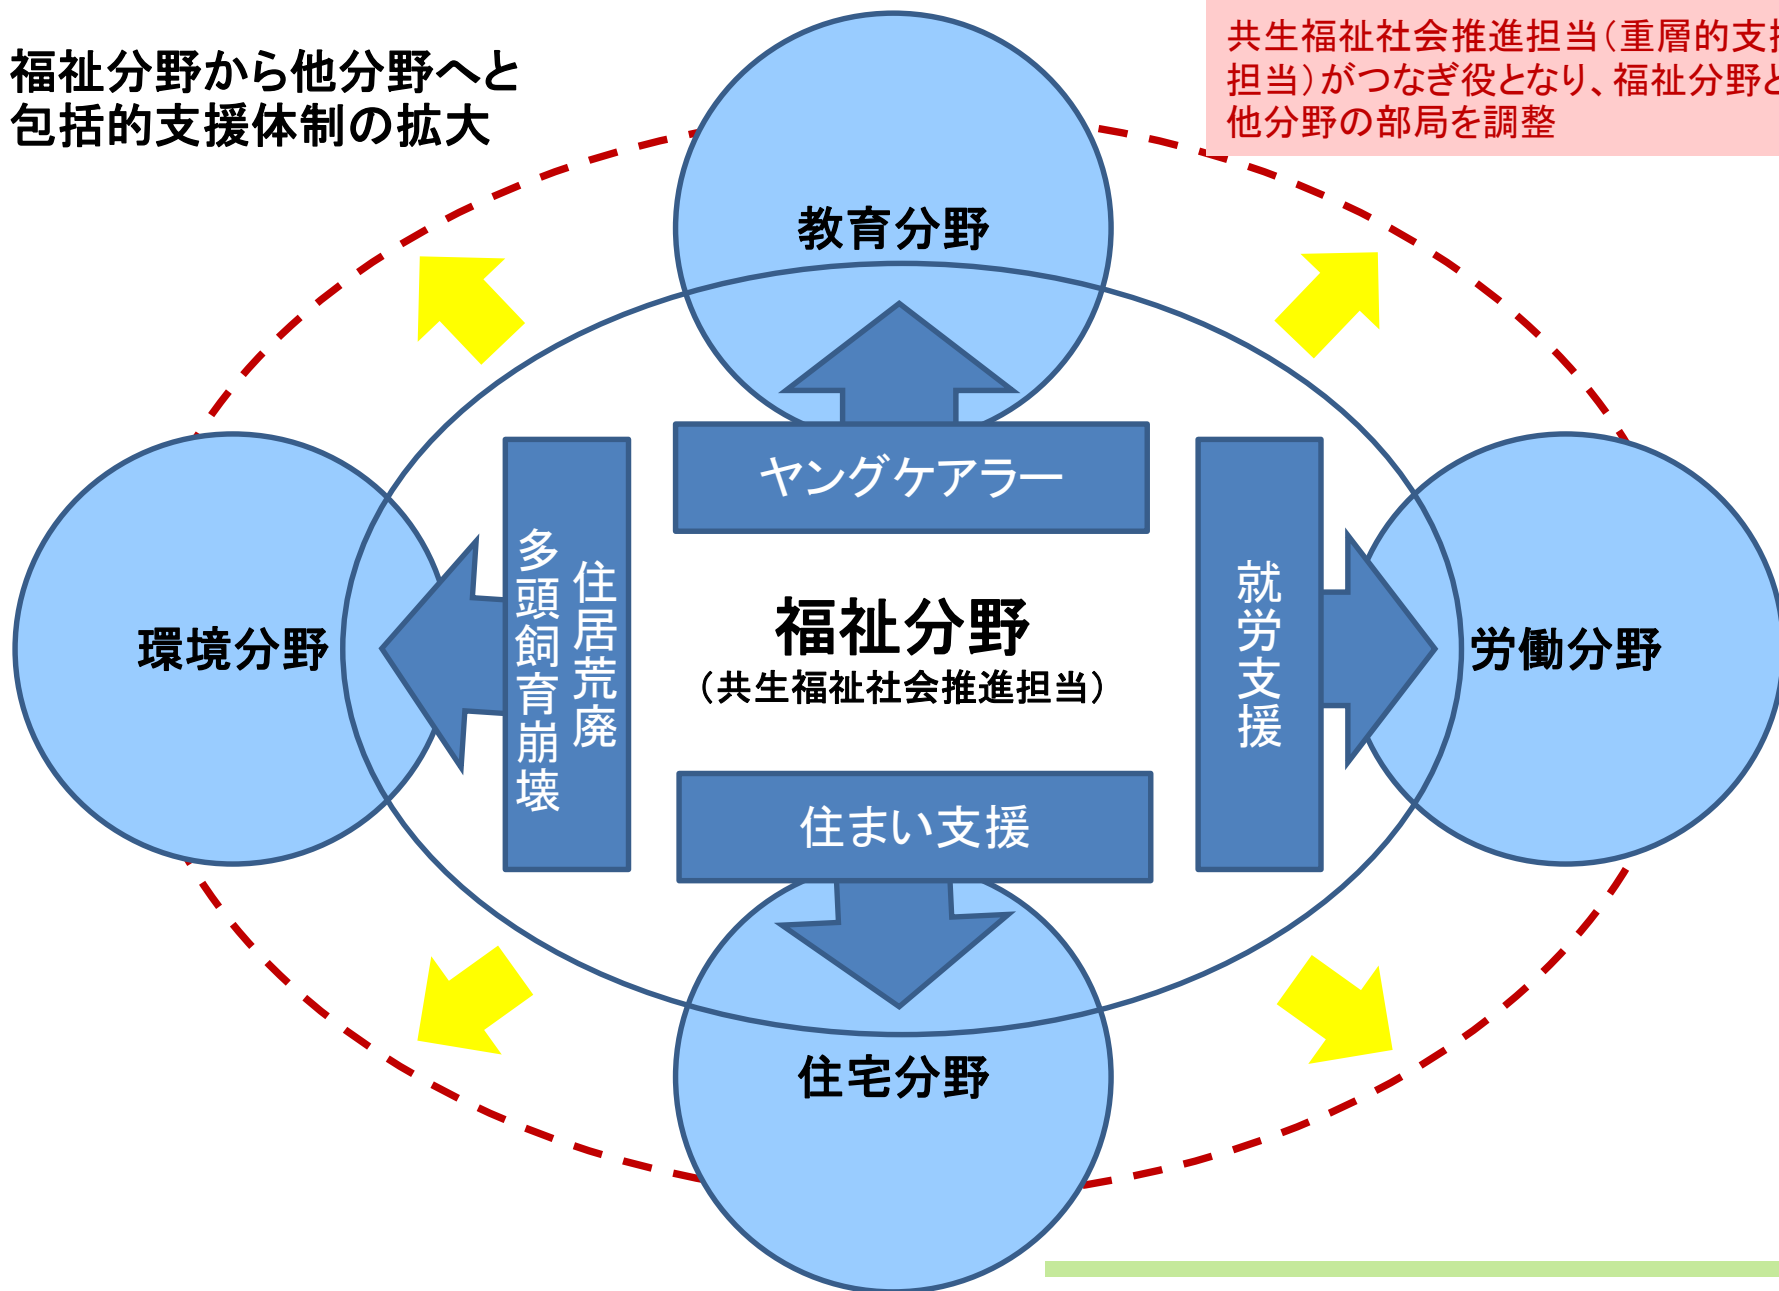 福祉分野から他分野へと
包括的支援体制の拡大
共生福祉社会推進担当（重層的支援
担当）がつなぎ役となり、福祉分野と
他分野の部局を調整
教育分野
ヤングケアラー
環境分野
住居荒廃
多頭飼育崩壊
福祉分野
（共生福祉社会推進担当）
就労支援
労働分野
住まい支援
住宅分野